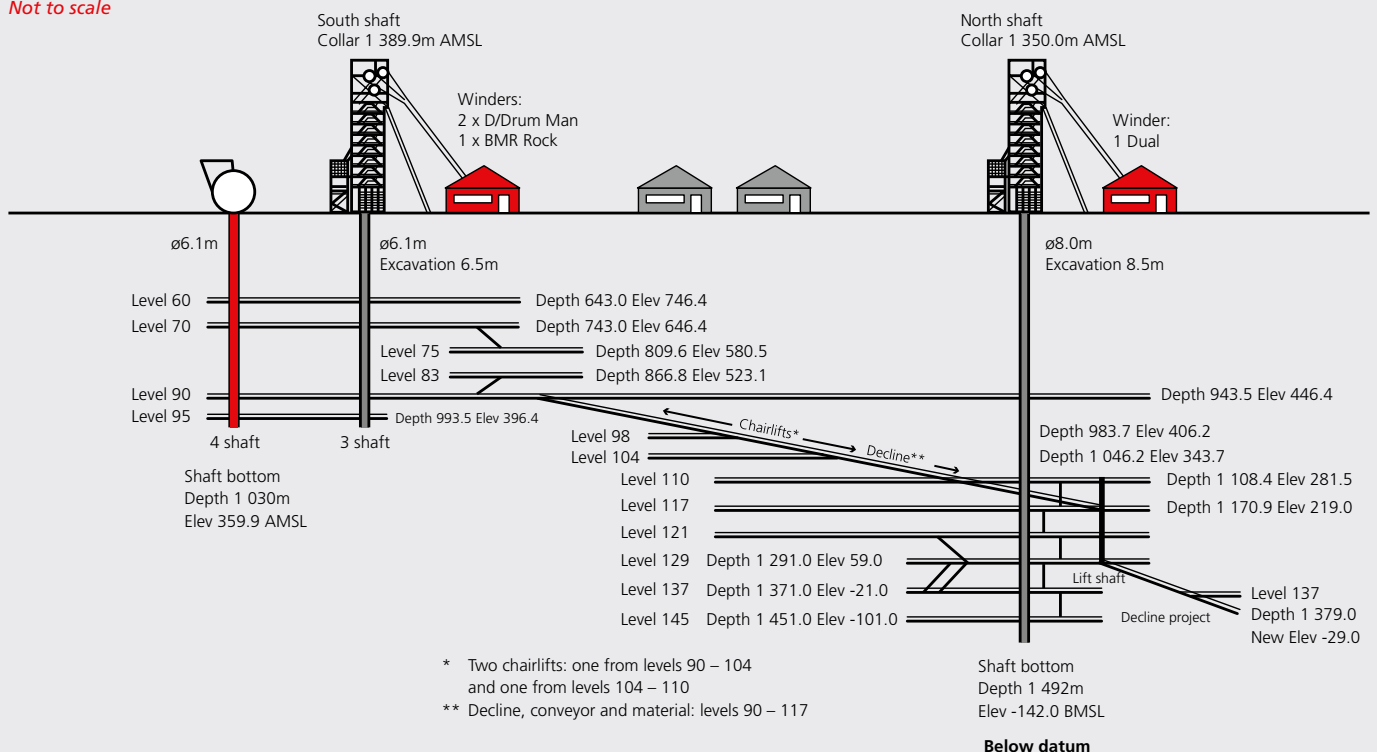 Not to scale
South shaft
Collar 1 389.9m AMSL
North shaft
Collar 1 350.0m AMSL
Winders:
2 x D/Drum Man
1 x BMR Rock
Winder:
1 Dual
ø6.1m
ø6.1m
Excavation 6.5m
ø8.0m
Excavation 8.5m
Level 60
Depth 643.0 Elev 746.4
Level 70
Depth 743.0 Elev 646.4
Level 75
Depth 809.6 Elev 580.5
Level 83
Depth 866.8 Elev 523.1
Level 90
Depth 943.5 Elev 446.4
Level 95
Depth 993.5 Elev 396.4
4 shaft
3 shaft
Chairlifts*
Decline**
Level 98
Depth 983.7 Elev 406.2
Level 104
Depth 1 046.2 Elev 343.7
Shaft bottom
Depth 1 030m
Elev 359.9 AMSL
Level 110
Depth 1 108.4 Elev 281.5
Level 117
Depth 1 170.9 Elev 219.0
Level 121
Level 129 Depth 1 291.0 Elev 59.0
Lift shaft
Level 137 Depth 1 371.0 Elev -21.0
Level 137
Depth 1 379.0
New Elev -29.0
Level 145 Depth 1 451.0 Elev -101.0
Decline project
* Two chairlifts: one from levels 90 – 104
and one from levels 104 – 110
** Decline, conveyor and material: levels 90 – 117
Shaft bottom
Depth 1 492m
Elev -142.0 BMSL
Below datum